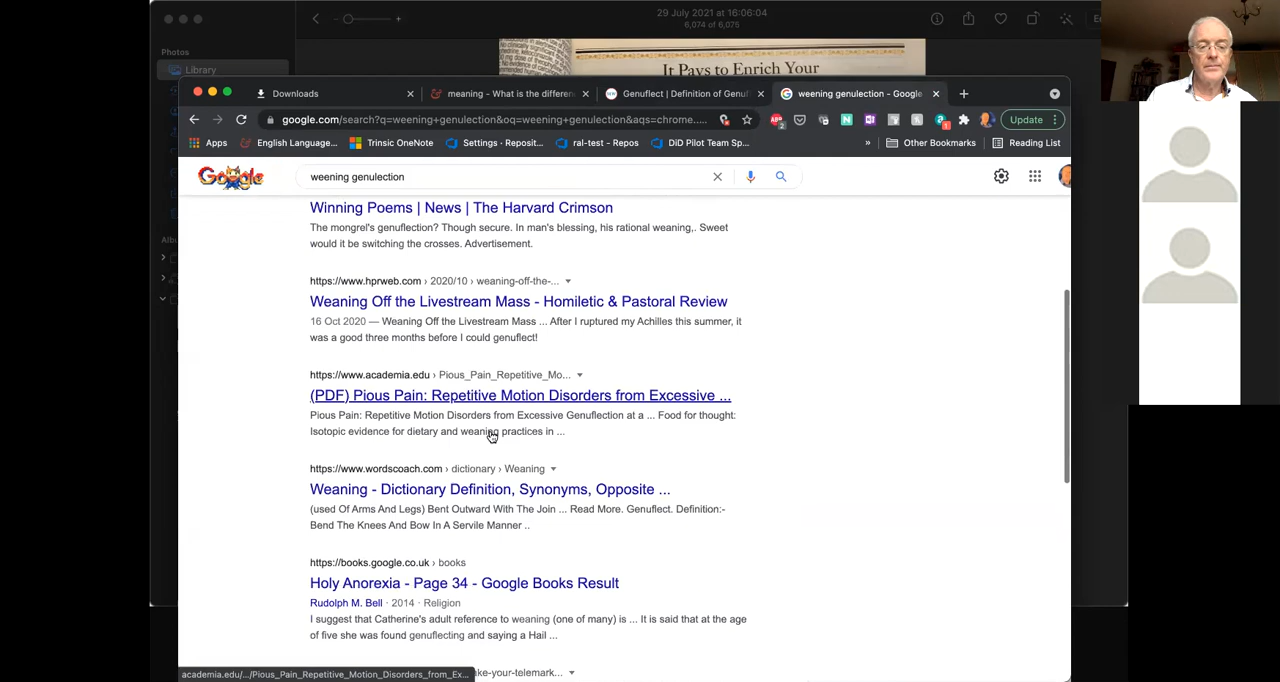 29 July 2021 at 16:06:04
6,074 of 6,075
Photos
Library
It Pays to Enrich Your
Downloads
meaning - What is the differen
Genuflect | Definition of Genuf
weening genulection - Google
google.com/search?q=weening+genulection&oq=weening+genulection&aqs=chrome.....
Update
Apps
English Language...
Trinsic OneNote
Settings · Reposit...
ral-test - Repos
DiD Pilot Team Sp...
»
Other Bookmarks
Reading List
Google
weening genulection
Winning Poems | News | The Harvard Crimson
The mongrel's genuflection? Though secure. In man's blessing, his rational weaning,. Sweet
would it be switching the crosses. Advertisement.
https://www.hprweb.com › 2020/10 › weaning-off-the-...
Weaning Off the Livestream Mass - Homiletic & Pastoral Review
16 Oct 2020 — Weaning Off the Livestream Mass ... After I ruptured my Achilles this summer, it
was a good three months before I could genuflect!
https://www.academia.edu › Pious_Pain_Repetitive_Mo...
(PDF) Pious Pain: Repetitive Motion Disorders from Excessive ...
Pious Pain: Repetitive Motion Disorders from Excessive Genuflection at a ... Food for thought:
Isotopic evidence for dietary and weaning practices in ...
https://www.wordscoach.com › dictionary › Weaning
Weaning - Dictionary Definition, Synonyms, Opposite ...
(used Of Arms And Legs) Bent Outward With The Join ... Read More. Genuflect. Definition:-
Bend The Knees And Bow In A Servile Manner ..
https://books.google.co.uk › books
Holy Anorexia - Page 34 - Google Books Result
Rudolph M. Bell · 2014 · Religion
I suggest that Catherine's adult reference to weaning (one of many) is ... It is said that at the age
of five she was found genuflecting and saying a Hail ...
academia.edu/.../Pious_Pain_Repetitive_Motion_Disorders_from_Ex...
ke-your-telemark...